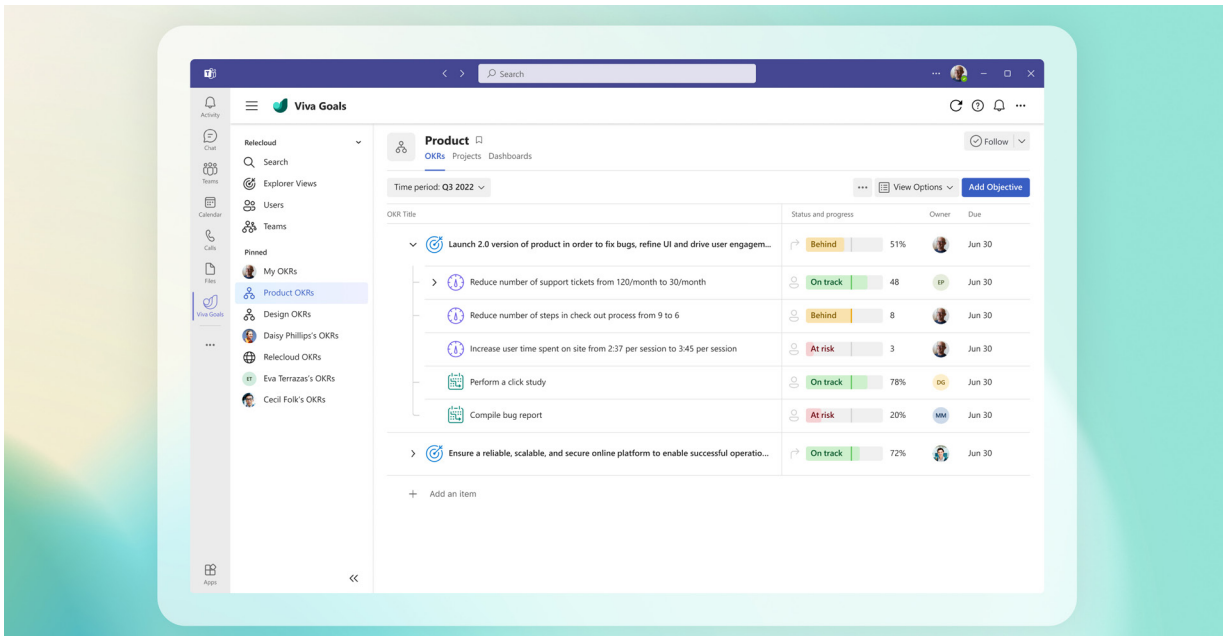 Search
Activity
Chat
Teams
Calendar
Calls
Files
Viva Goals
Apps
Viva Goals
Relecloud
Search
Explorer Views
Users
Teams
Pinned
My OKRs
Product OKRs
Design OKRs
Daisy Phillips's OKRs
Relecloud OKRs
ET Eva Terrazas's OKRs
Cecil Folk's OKRs
Product
Follow
OKRs Projects Dashboards
Time period: Q3 2022
View Options
Add Objective
OKR Title Status and progress Owner Due
Launch 2.0 version of product in order to fix bugs, refine UI and drive user engagem... Behind 51% Jun 30
Reduce number of support tickets from 120/month to 30/month On track 48 EP Jun 30
Reduce number of steps in check out process from 9 to 6 Behind 8 Jun 30
Increase user time spent on site from 2:37 per session to 3:45 per session At risk 3 Jun 30
Perform a click study On track 78% DG Jun 30
Compile bug report At risk 20% MM Jun 30
Ensure a reliable, scalable, and secure online platform to enable successful operatio... On track 72% Jun 30
Add an item